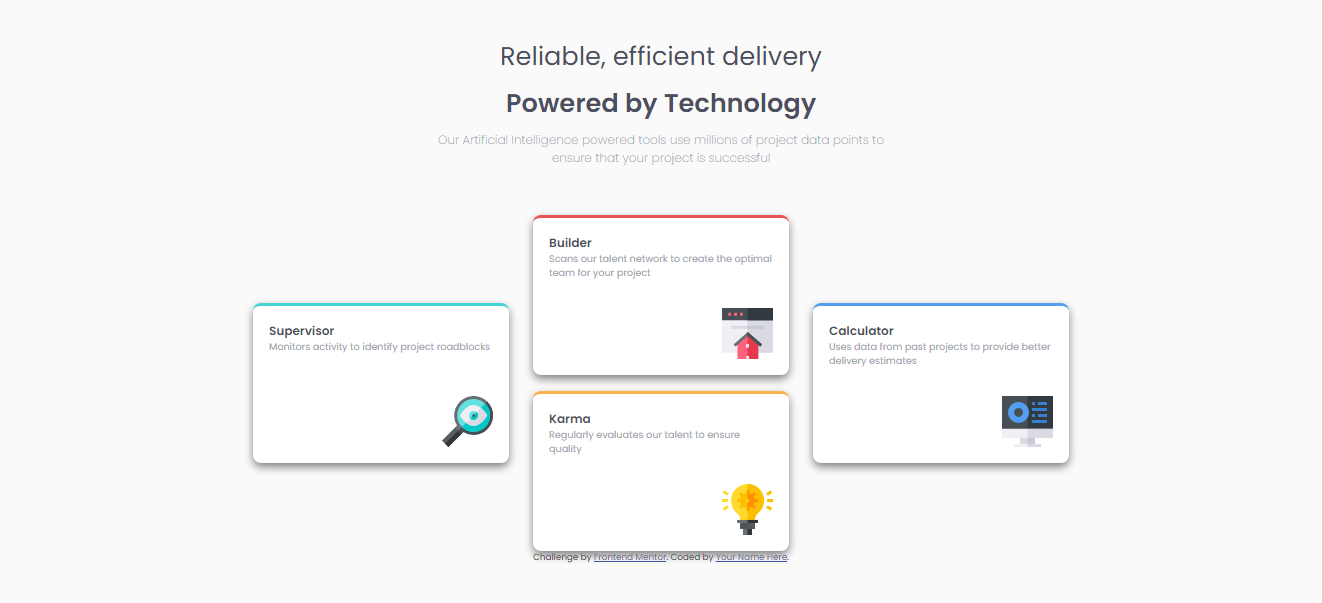 Reliable, efficient delivery
Powered by Technology
Our Artificial Intelligence powered tools use millions of project data points to
ensure that your project is successful
Builder
Scans our talent network to create the optimal
team for your project
Supervisor
Monitors activity to identify project roadblocks
Calculator
Uses data from past projects to provide better
delivery estimates
Karma
Regularly evaluates our talent to ensure
quality
Challenge by Frontend Mentor. Coded by Your Name Here.